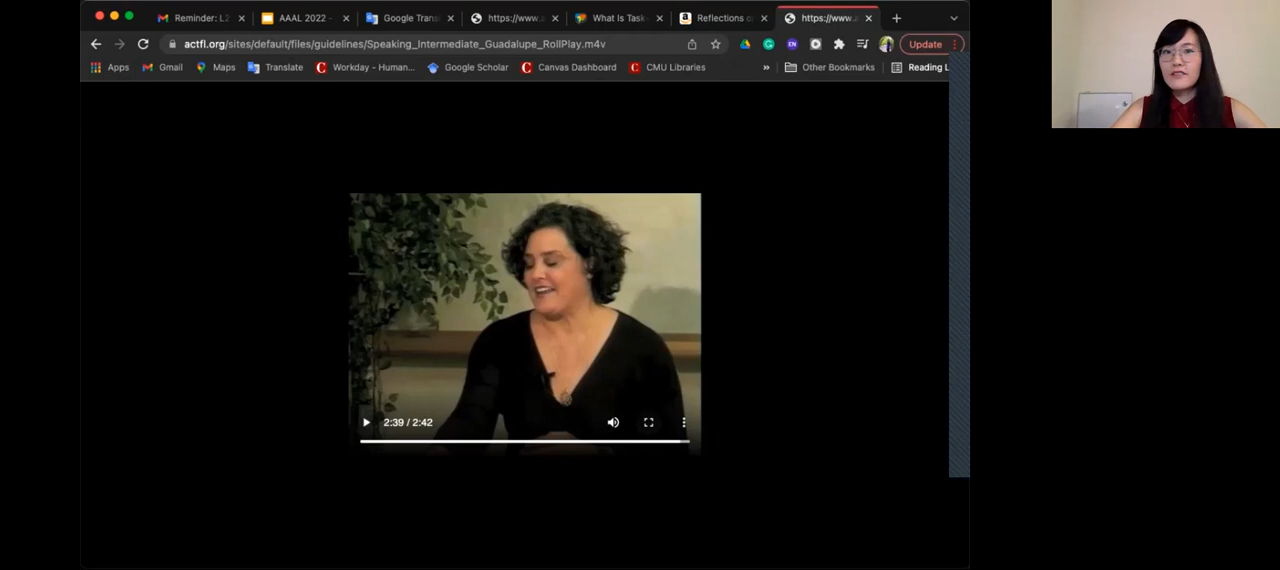 Reminder: L2
AAAL 2022 -
Google Trans
https://www.
What Is Task-
Reflections o
https://www.
actfl.org/sites/default/files/guidelines/Speaking_Intermediate_Guadalupe_RollPlay.m4v
Update
Apps
Gmail
Maps
Translate
Workday - Human...
Google Scholar
Canvas Dashboard
CMU Libraries
»
Other Bookmarks
Reading L
2:39 / 2:42